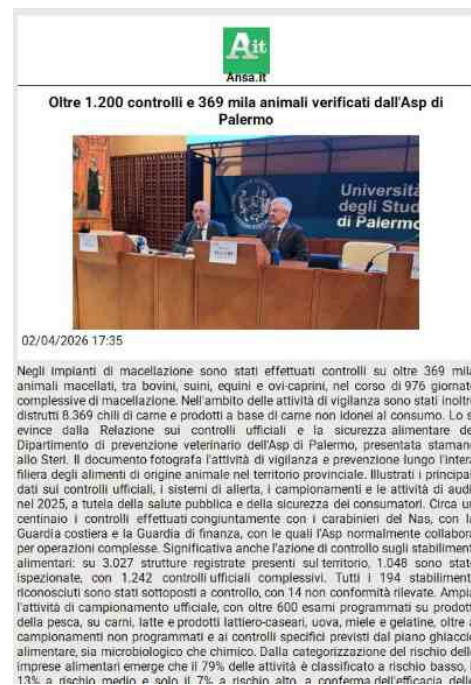 Ait
Ansa.it
Oltre 1.200 controlli e 369 mila animali verificati dall'Asp di
Palermo
Università
degli Stud
di Palermo
02/04/2026 17:35
Negli impianti di macellazione sono stati effettuati controlli su oltre 369 mila
animali macellati, tra bovini, suini, equini e ovi-caprini, nel corso di 976 giornate
complessive di macellazione. Nell'ambito delle attività di vigilanza sono stati inoltre
distrutti 8.369 chili di carne e prodotti a base di carne non idonei al consumo. Lo si
evince dalla Relazione sui controlli ufficiali e la sicurezza alimentare del
Dipartimento di prevenzione veterinario dell'Asp di Palermo, presentata stamane
allo Steri. Il documento fotografa l'attività di vigilanza e prevenzione lungo l'intera
filiera degli alimenti di origine animale nel territorio provinciale. Illustrati i principali
dati sui controlli ufficiali, i sistemi di allerta, i campionamenti e le attività di audit
nel 2025, a tutela della salute pubblica e della sicurezza dei consumatori. Circa un
centinaio i controlli effettuati congiuntamente con i carabinieri del Nas, con la
Guardia costiera e la Guardia di finanza, con le quali l'Asp normalmente collabora
per operazioni complesse. Significativa anche l'azione di controllo sugli stabilimenti
alimentari: su 3.027 strutture registrate presenti sul territorio, 1.048 sono state
ispezionate, con 1.242 controlli ufficiali complessivi. Tutti i 194 stabilimenti
riconosciuti sono stati sottoposti a controllo, con 14 non conformità rilevate. Ampia
l'attività di campionamento ufficiale, con oltre 600 esami programmati su prodotti
della pesca, su carni, latte e prodotti lattiero-caseari, uova, miele e gelatine, oltre a
campionamenti non programmati e ai controlli specifici previsti dal piano ghiaccio
alimentare, sia microbiologico che chimico. Dalla categorizzazione del rischio delle
imprese alimentari emerge che il 79% delle attività è classificato a rischio basso, il
13% a rischio medio e solo il 7% a rischio alto, a conferma dell'efficacia delle